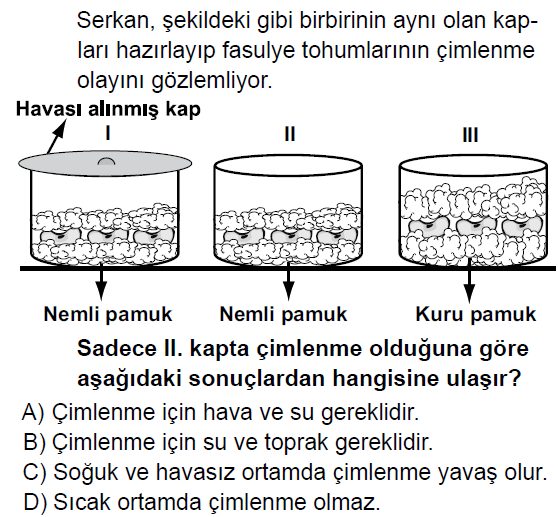 Serkan, şekildeki gibi birbirinin aynı olan kap-
ları hazırlayıp fasulye tohumlarının çimlenme
olayını gözlemliyor.
Havası alınmış kap
I
II
III
Nemli pamuk
Nemli pamuk
Kuru pamuk
Sadece II. kapta çimlenme olduğuna göre
aşağıdaki sonuçlardan hangisine ulaşır?
A) Çimlenme için hava ve su gereklidir.
B) Çimlenme için su ve toprak gereklidir.
C) Soğuk ve havasız ortamda çimlenme yavaş olur.
D) Sıcak ortamda çimlenme olmaz.